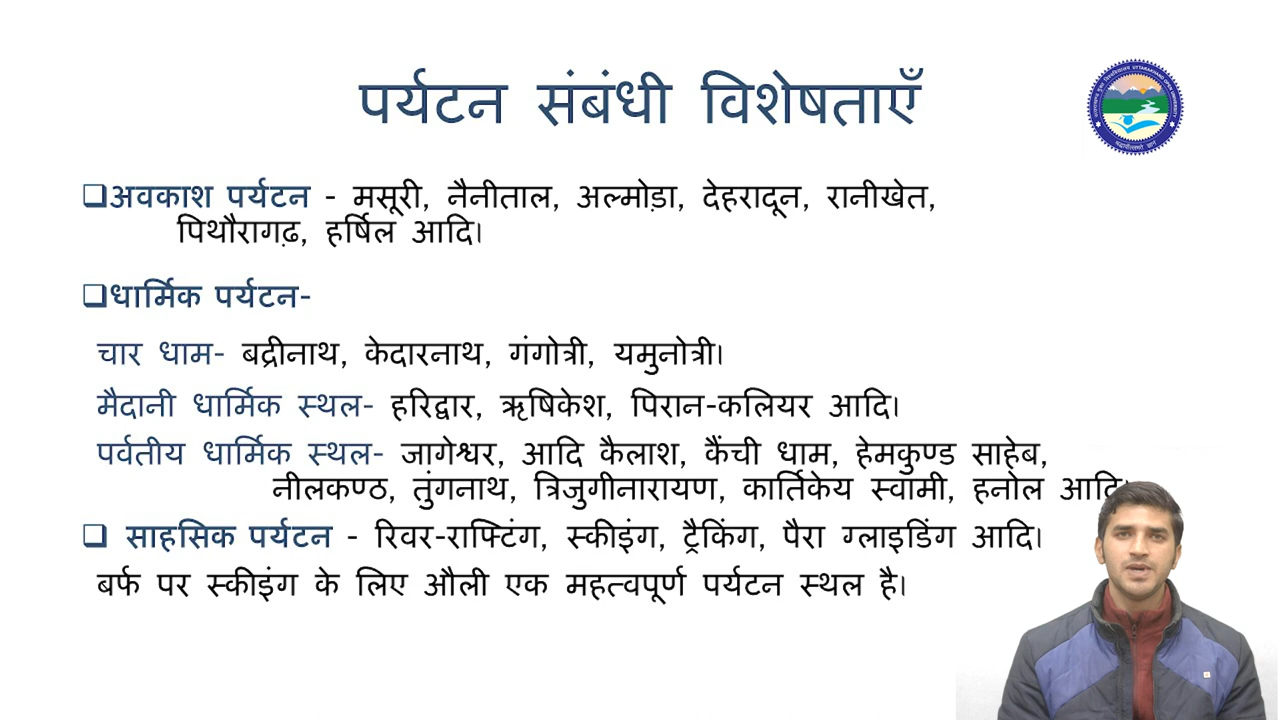 पर्यटन संबंधी विशेषताएँ
❑अवकाश पर्यटन - मसूरी, नैनीताल, अल्मोड़ा, देहरादून, रानीखेत,
पिथौरागढ़, हर्षिल आदि।
❑धार्मिक पर्यटन-
चार धाम- बद्रीनाथ, केदारनाथ, गंगोत्री, यमुनोत्री।
मैदानी धार्मिक स्थल- हरिद्वार, ऋषिकेश, पिरान-कलियर आदि।
पर्वतीय धार्मिक स्थल- जागेश्वर, आदि कैलाश, कैंची धाम, हेमकुण्ड साहेब,
नीलकण्ठ, तुंगनाथ, त्रिजुगीनारायण, कार्तिकेय स्वामी, हनोल आदि।
❑ साहसिक पर्यटन - रिवर-राफ्टिंग, स्कीइंग, ट्रैकिंग, पैरा ग्लाइडिंग आदि।
बर्फ पर स्कीइंग के लिए औली एक महत्वपूर्ण पर्यटन स्थल है।